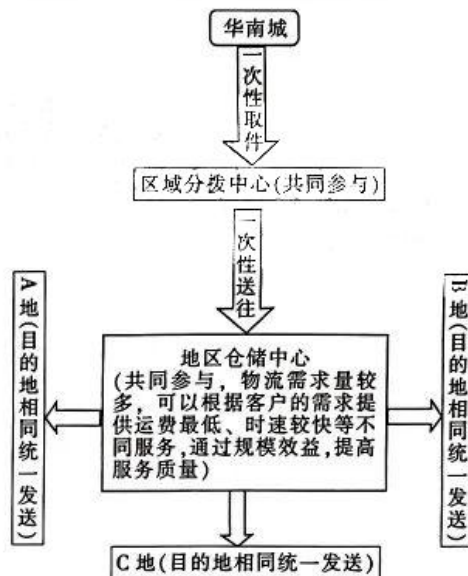 华南城
一次性取件
区域分拨中心(共同参与)
一次性送往
A地(目的地相同统一发送)
地区仓储中心
(共同参与，物流需求量较
多，可以根据客户的需求提
供运费最低、时速较快等不
同服务,通过规模效益,提高
服务质量)
B地(目的地相同统一发送)
C地(目的地相同统一发送)